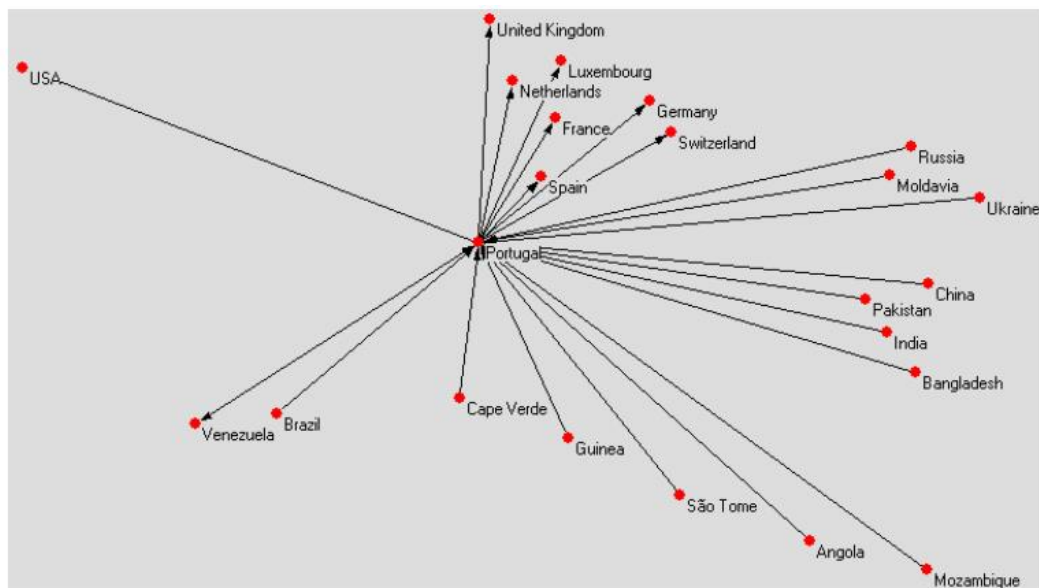 United Kingdom
USA
Luxembourg
Netherlands
Germany
France
Switzerland
Russia
Spain
Moldavia
Ukraine
Portugal
China
Pakistan
India
Bangladesh
Cape Verde
Brazil
Venezuela
Guinea
São Tome
Angola
Mozambique